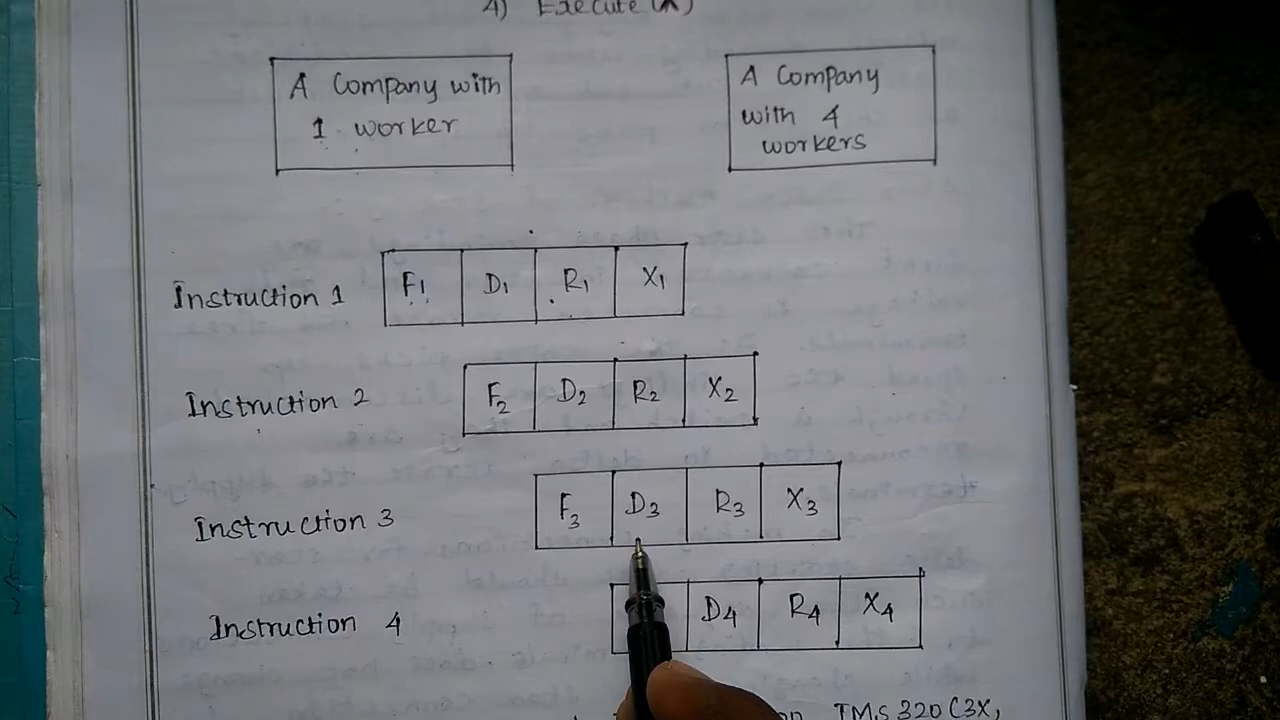 4) Execute (X)
A Company with
1 worker
A Company
with 4
workers
Instruction 1 F1 D1 R1 X1
Instruction 2 F2 D2 R2 X2
Instruction 3 F3 D3 R3 X3
Instruction 4 D4 R4 X4
TMS 320 C3X,